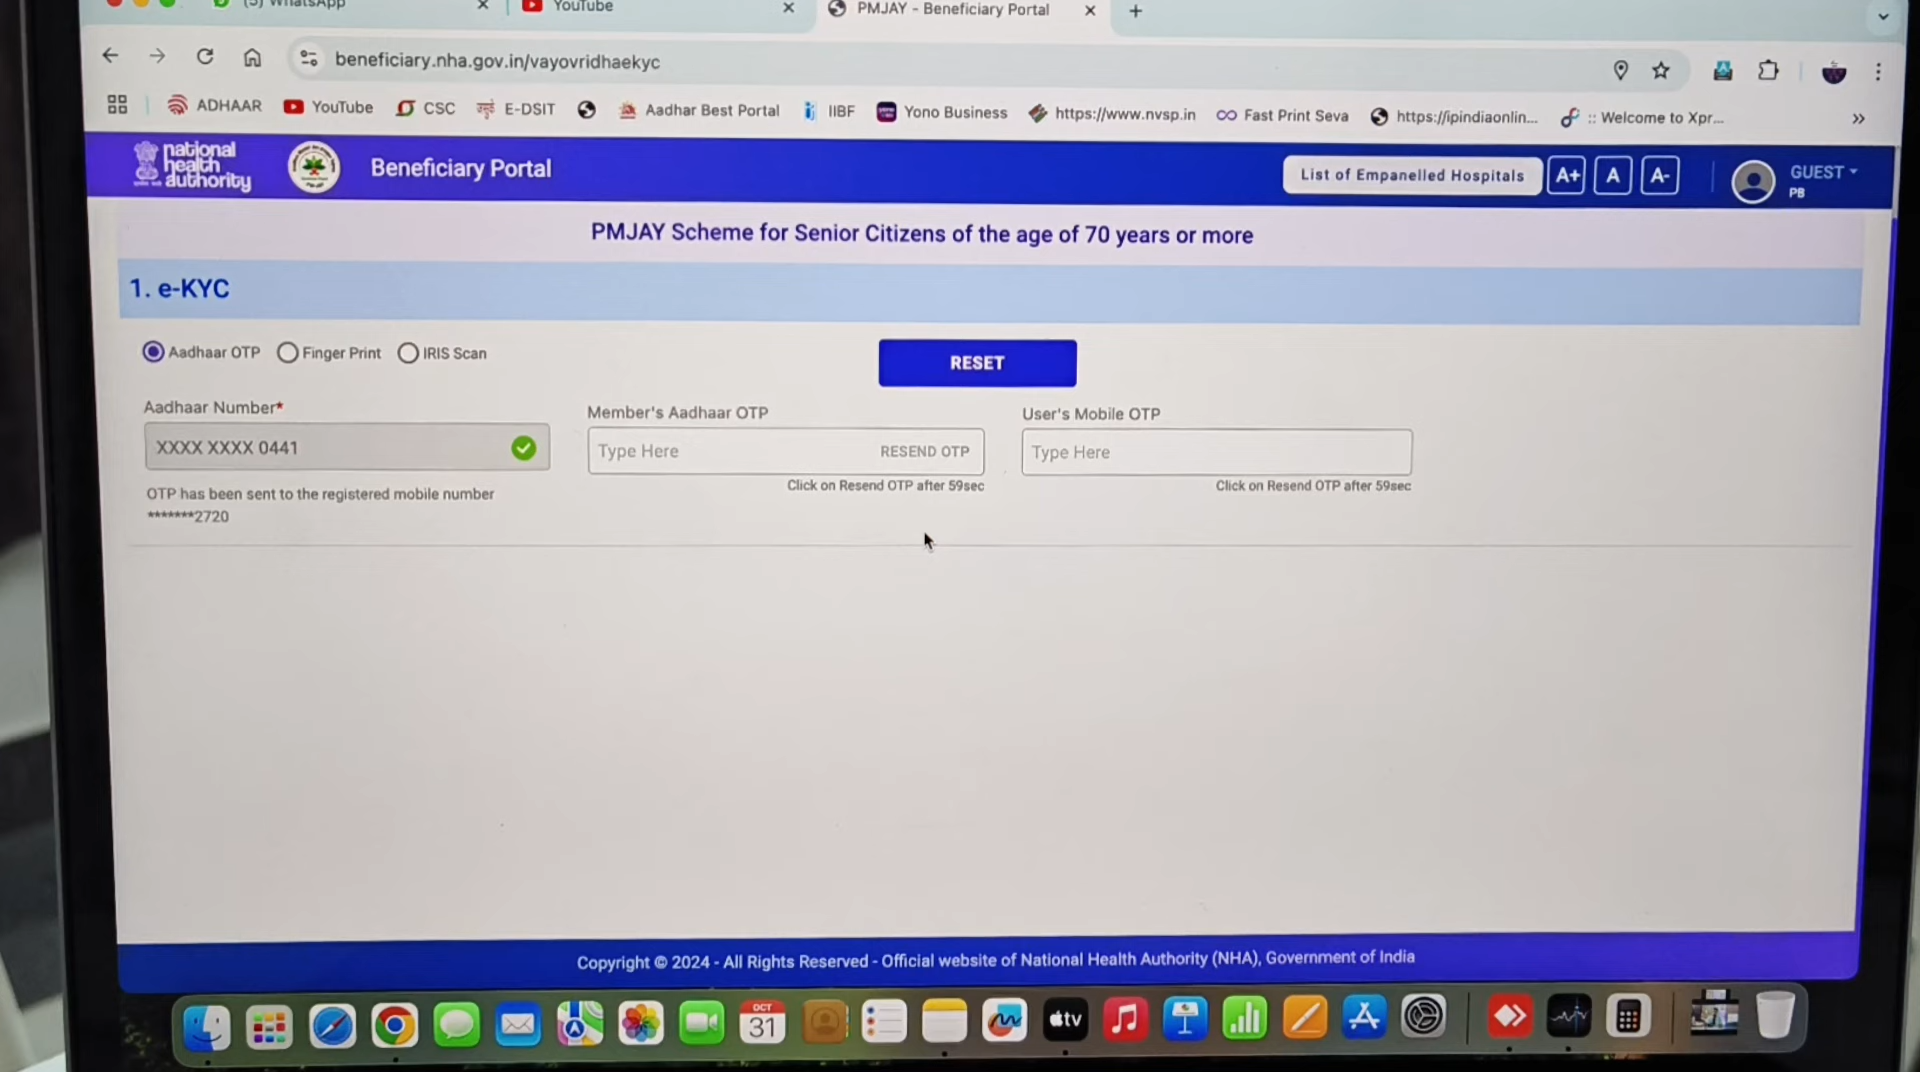 (5) WhatsApp
YouTube
PMJAY - Beneficiary Portal
beneficiary.nha.gov.in/vayovridhaekyc
ADHAAR
YouTube
CSC
E-DSIT
Aadhar Best Portal
IIBF
Yono Business
https://www.nvsp.in
Fast Print Seva
https://ipindiaonlin...
:: Welcome to Xpr...
national
health
authority
Beneficiary Portal
List of Empanelled Hospitals
A+
A
A-
GUEST
PB
PMJAY Scheme for Senior Citizens of the age of 70 years or more
1. e-KYC
Aadhaar OTP
Finger Print
IRIS Scan
RESET
Aadhaar Number*
Member's Aadhaar OTP
User's Mobile OTP
XXXX XXXX 0441
Type Here
RESEND OTP
Type Here
Click on Resend OTP after 59sec
Click on Resend OTP after 59sec
OTP has been sent to the registered mobile number
*******2720
Copyright © 2024 - All Rights Reserved - Official website of National Health Authority (NHA), Government of India
OCT
31
tv